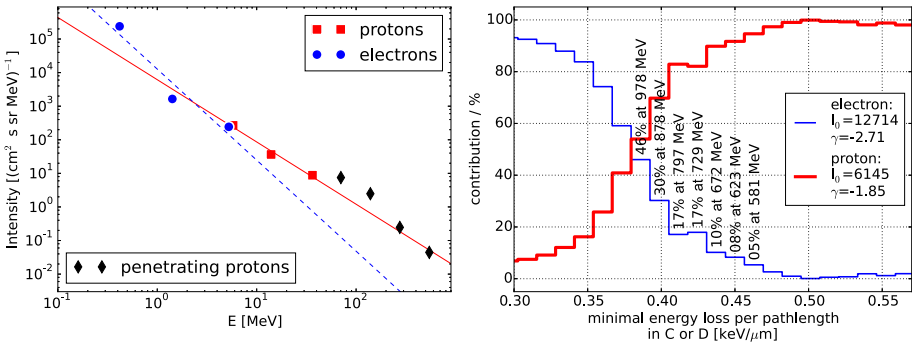 Intensity [(cm² s sr MeV)⁻¹
10⁵
10⁴
10³
10²
10¹
10⁰
10⁻¹
10⁻²
protons
electrons
penetrating protons
10⁻¹
10⁰
10¹
10²
E [MeV]
contribution / %
100
80
60
40
20
0
46% at 978 MeV
30% at 878 MeV
17% at 797 MeV
17% at 729 MeV
10% at 672 MeV
08% at 623 MeV
05% at 581 MeV
electron:
I₀=12714
γ=-2.71
proton:
I₀=6145
γ=-1.85
0.30
0.35
0.40
0.45
0.50
0.55
minimal energy loss per pathlength
in C or D [keV/μm]